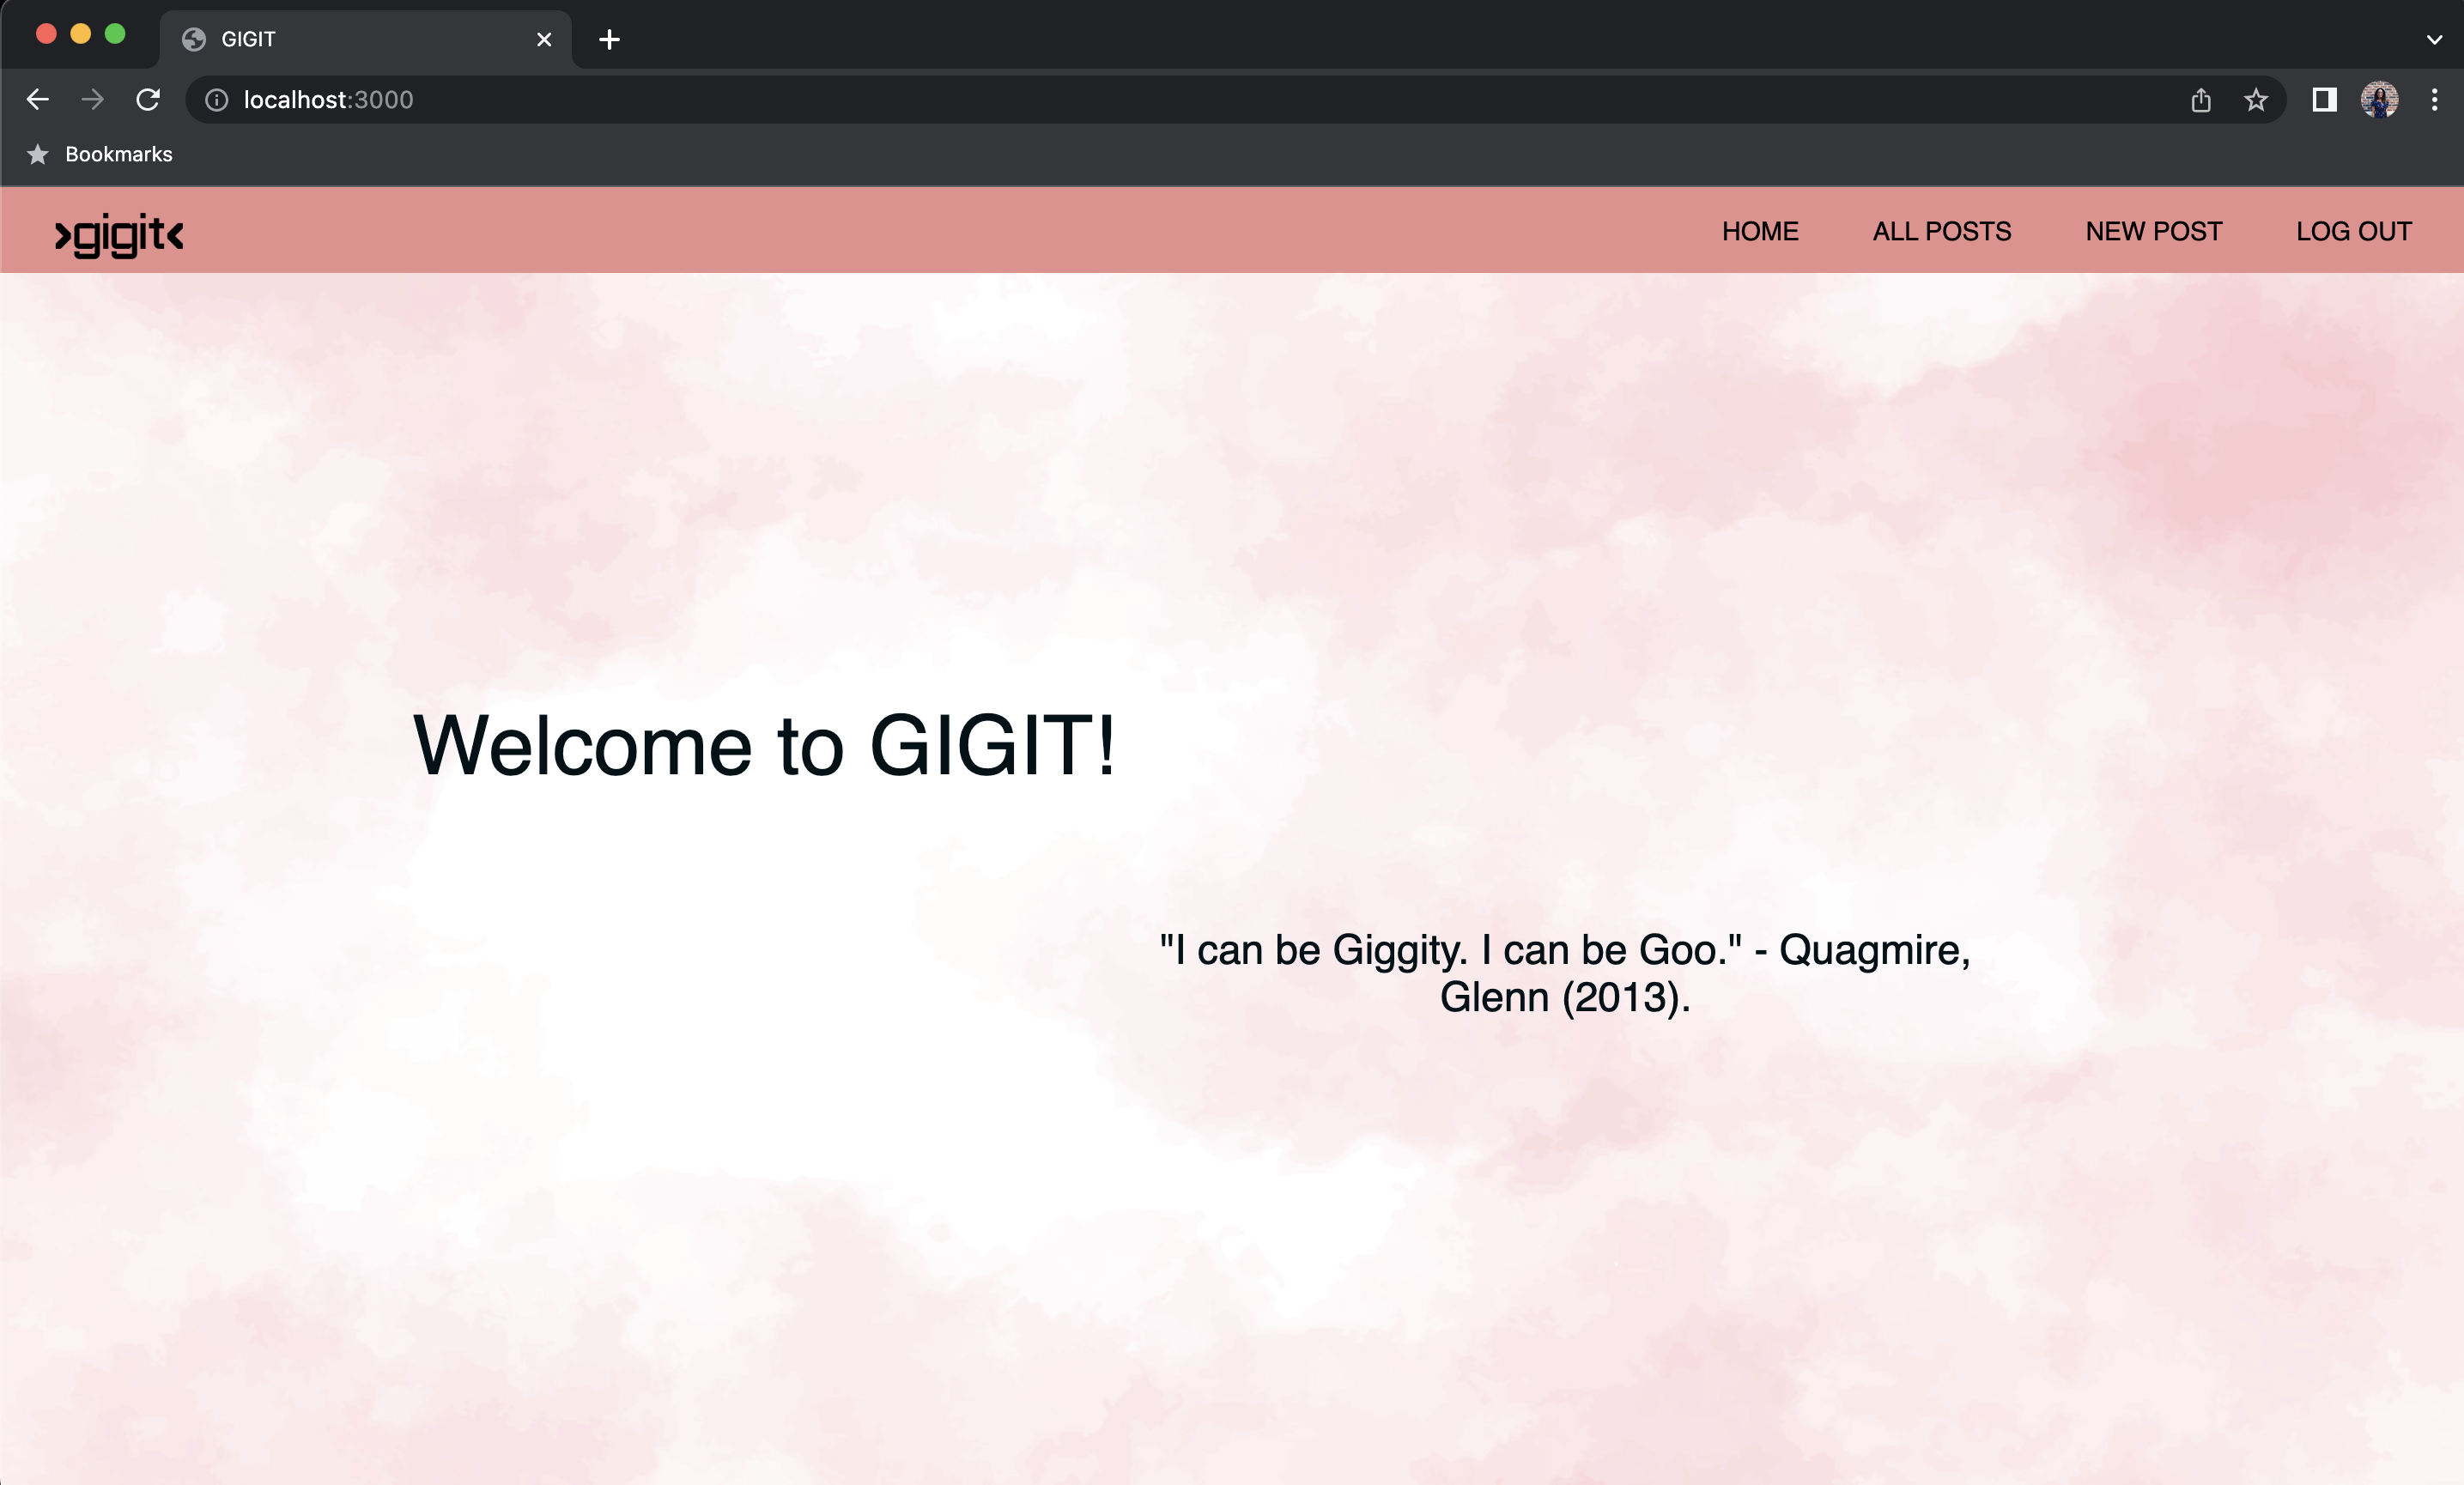 GIGIT
localhost:3000
Bookmarks
>gigit<
HOME ALL POSTS NEW POST LOG OUT
Welcome to GIGIT!
"I can be Giggity. I can be Goo." - Quagmire,
Glenn (2013).